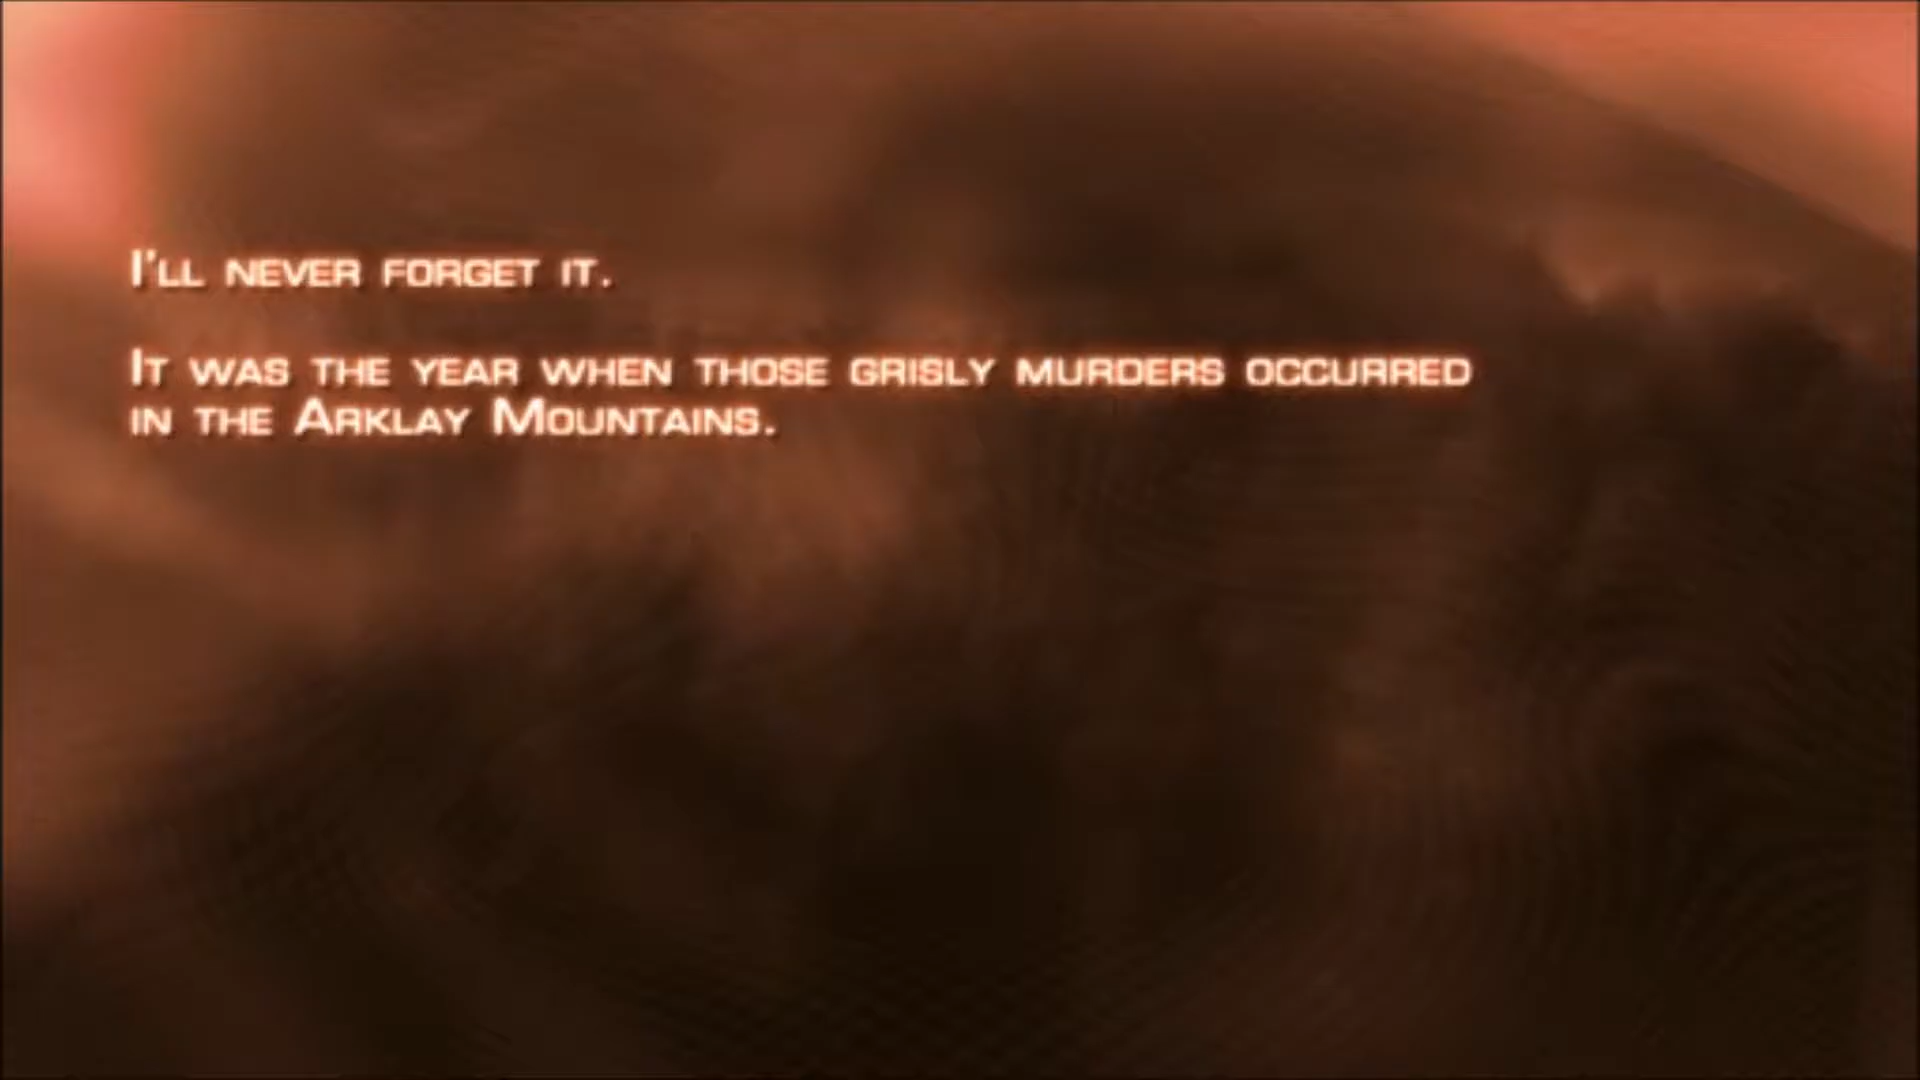 I'll never forget it.
It was the year when those grisly murders occurred
in the Arklay Mountains.